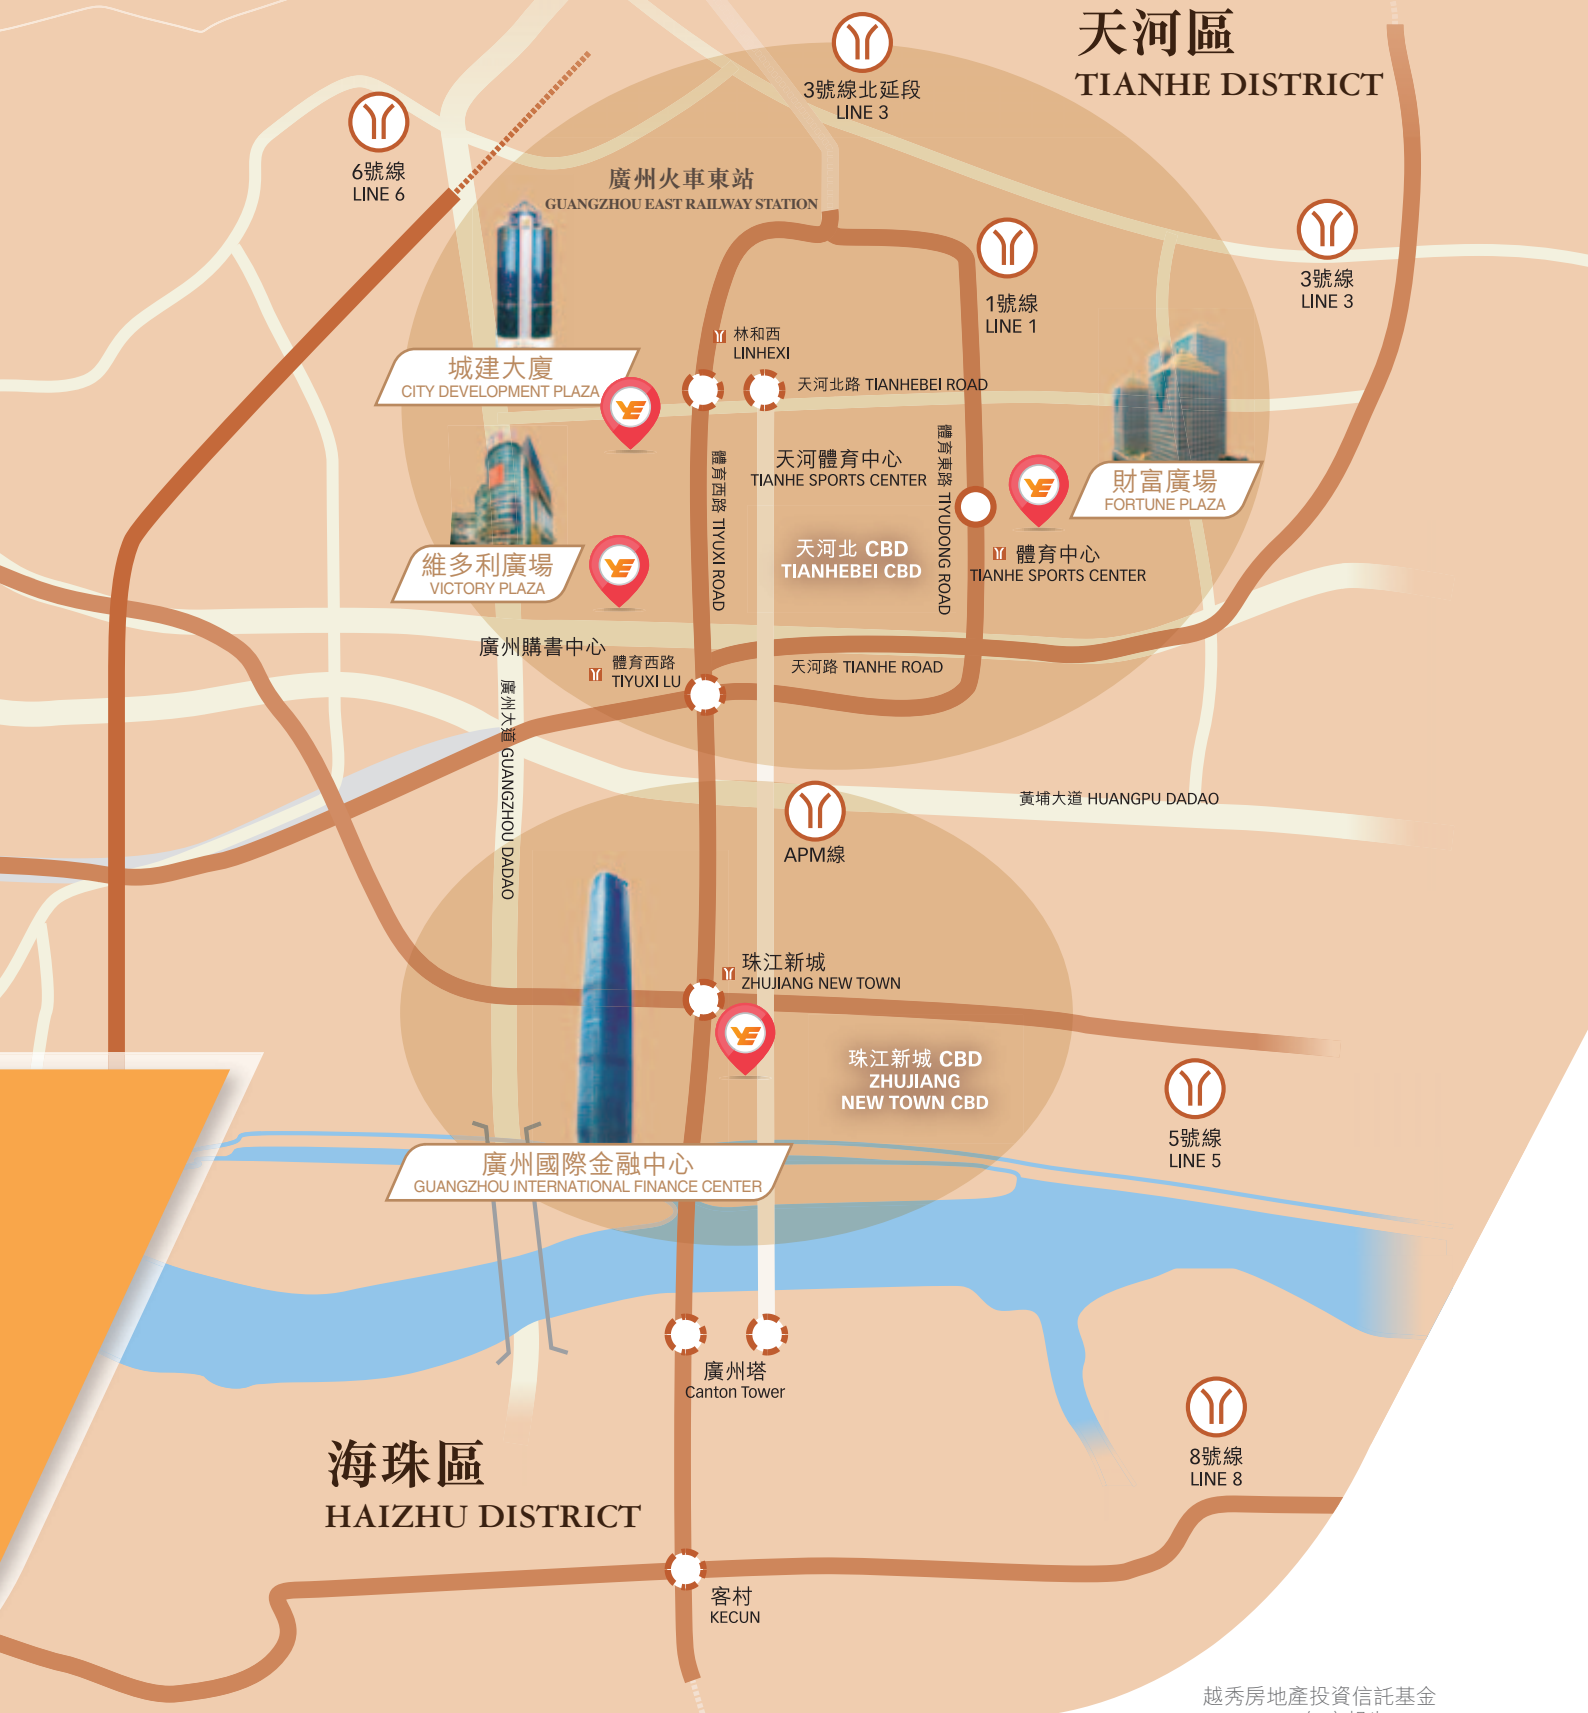 天河區
TIANHE DISTRICT
3號線北延段
LINE 3
6號線
LINE 6
廣州火車東站
GUANGZHOU EAST RAILWAY STATION
1號線
LINE 1
3號線
LINE 3
林和西
LINHEXI
城建大廈
CITY DEVELOPMENT PLAZA
天河北路 TIANHEBEI ROAD
體育西路 TIYUXI ROAD
天河體育中心
TIANHE SPORTS CENTER
體育東路 TIYUDONG ROAD
財富廣場
FORTUNE PLAZA
天河北 CBD
TIANHEBEI CBD
體育中心
TIANHE SPORTS CENTER
維多利廣場
VICTORY PLAZA
廣州購書中心
體育西路
TIYUXI LU
天河路 TIANHE ROAD
廣州大道 GUANGZHOU DADAO
黃埔大道 HUANGPU DADAO
APM線
珠江新城
ZHUJIANG NEW TOWN
珠江新城 CBD
ZHUJIANG
NEW TOWN CBD
5號線
LINE 5
廣州國際金融中心
GUANGZHOU INTERNATIONAL FINANCE CENTER
廣州塔
Canton Tower
8號線
LINE 8
海珠區
HAIZHU DISTRICT
客村
KECUN
越秀房地產投資信託基金